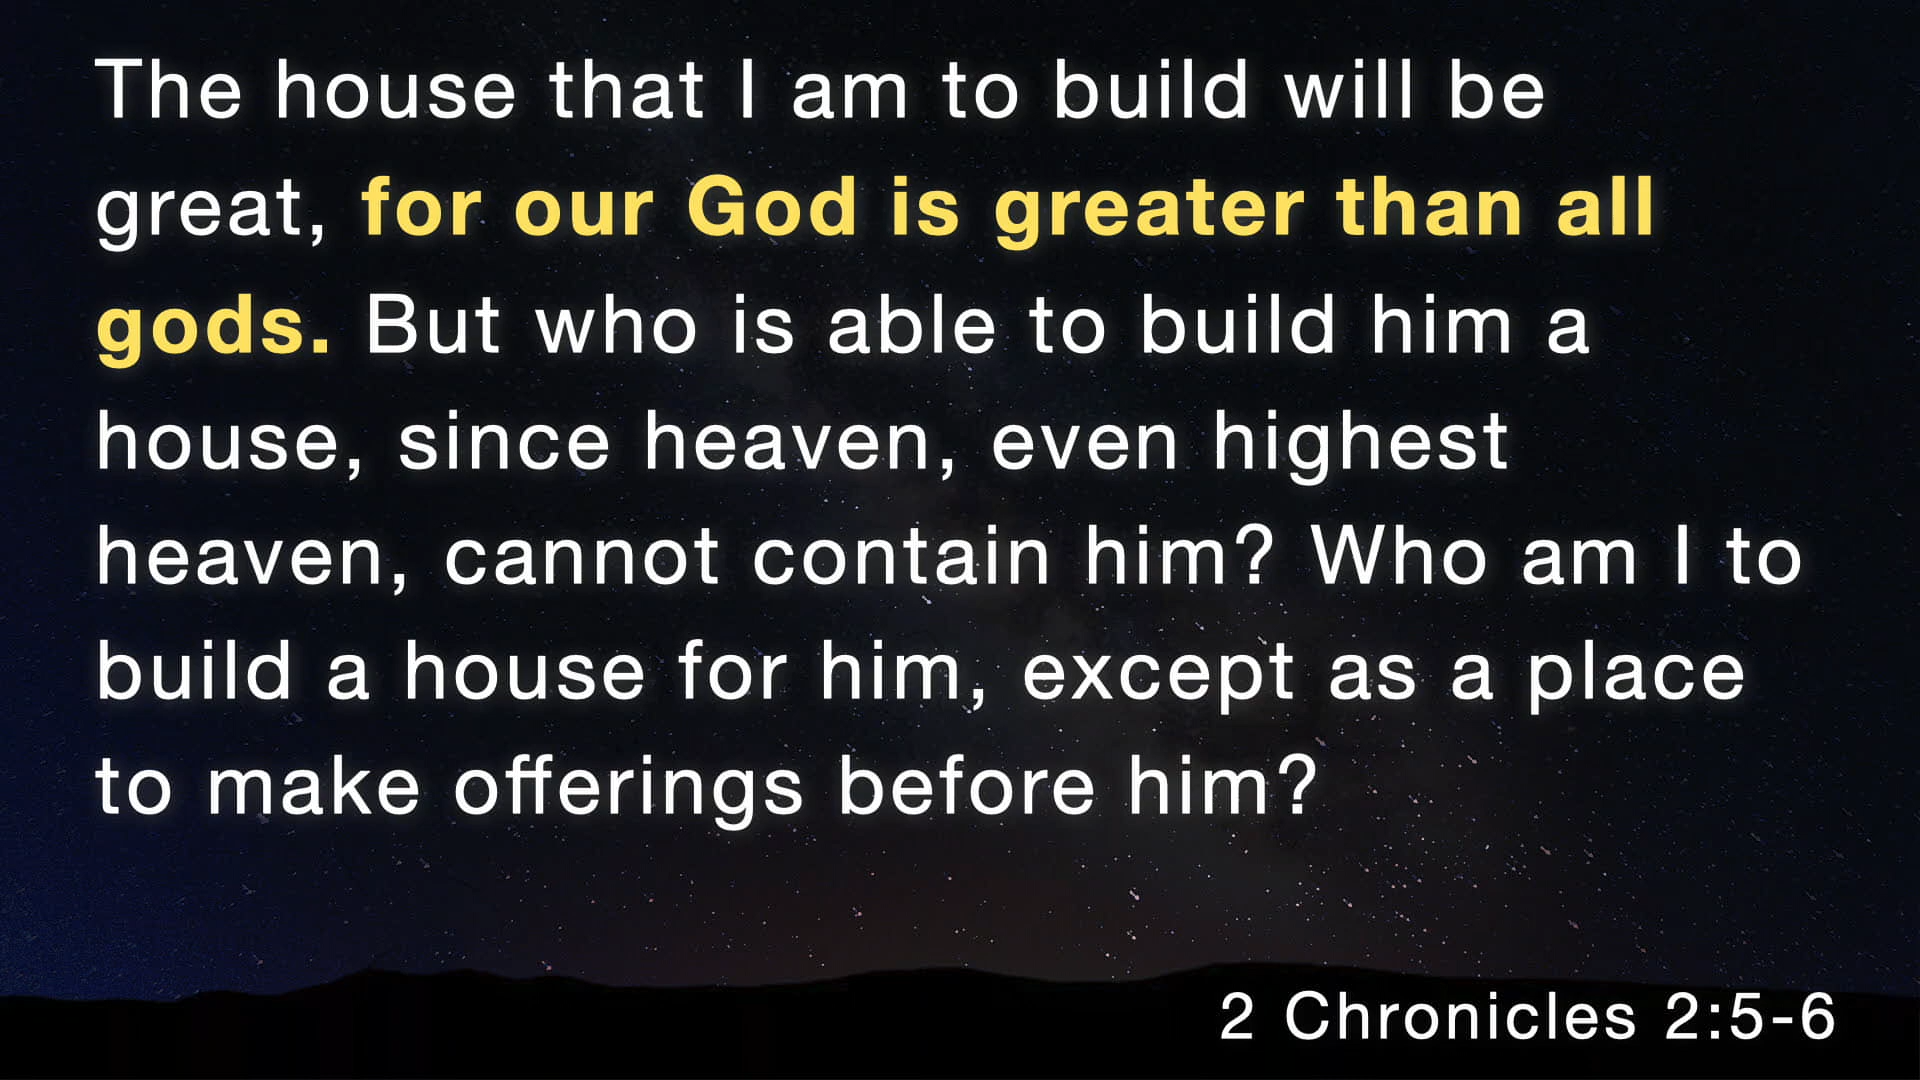 The house that I am to build will be
great, for our God is greater than all
gods. But who is able to build him a
house, since heaven, even highest
heaven, cannot contain him? Who am I to
build a house for him, except as a place
to make offerings before him?
2 Chronicles 2:5-6